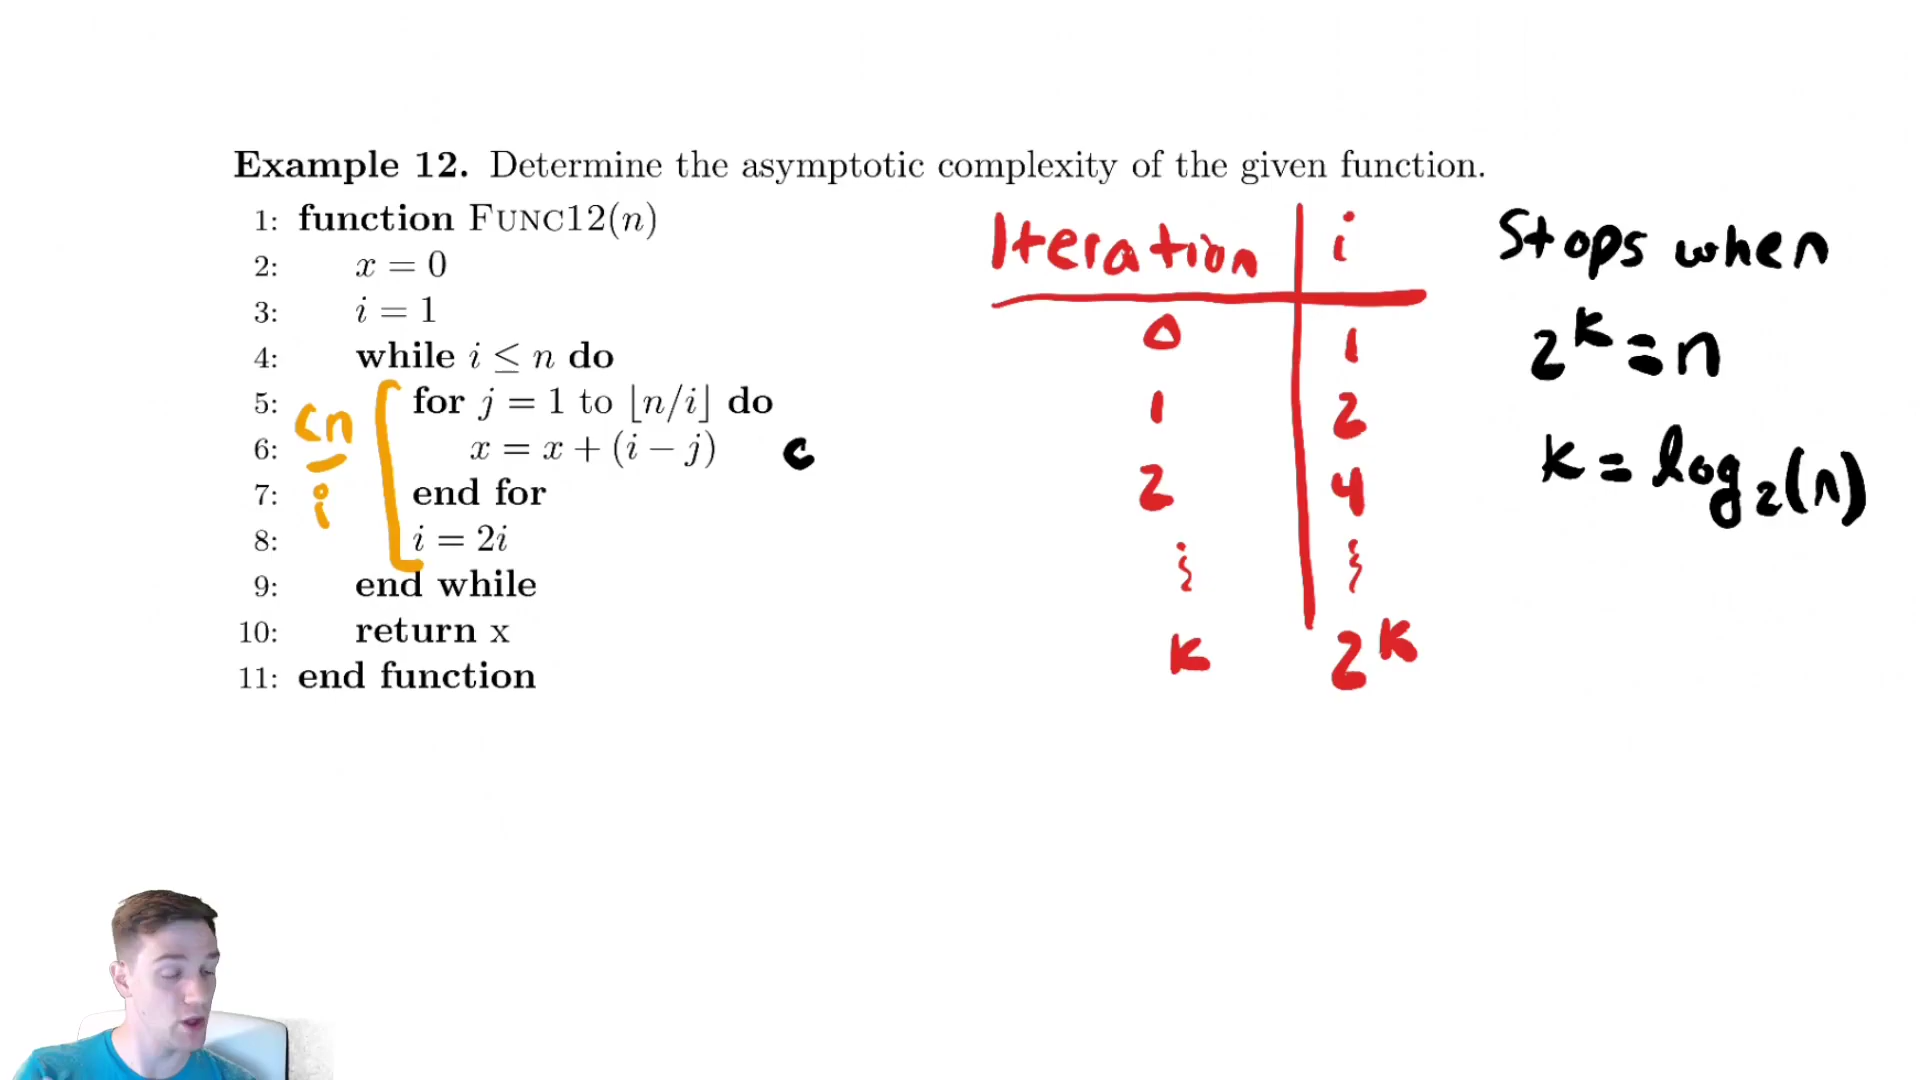 Example 12. Determine the asymptotic complexity of the given function.
1: function FUNC12(n)
2: x = 0
3: i = 1
4: while i ≤ n do
5: for j = 1 to ⌊n/i⌋ do
6: x = x + (i − j)
7: end for
8: i = 2i
9: end while
10: return x
11: end function
cn
i
c
Iteration i
0 1
1 2
2 4
⋮ ⋮
k 2^k
Stops when
2^k = n
k = log₂(n)